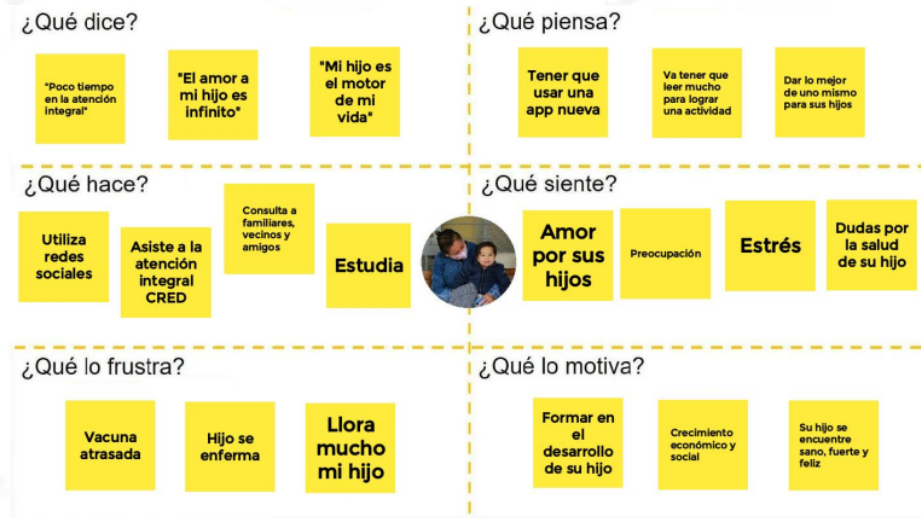 ¿Qué dice?
"Poco tiempo
en la atención
integral"
"El amor a
mi hijo es
infinito"
"Mi hijo es
el motor
de mi
vida"
¿Qué piensa?
Tener que
usar una
app nueva
Va tener que
leer mucho
para lograr
una actividad
Dar lo mejor
de uno mismo
para sus hijos
¿Qué hace?
Utiliza
redes
sociales
Asiste a la
atención
integral
CRED
Consulta a
familiares,
vecinos y
amigos
Estudia
¿Qué siente?
Amor
por sus
hijos
Preocupación
Estrés
Dudas por
la salud
de su hijo
¿Qué lo frustra?
Vacuna
atrasada
Hijo se
enferma
Llora
mucho
mi hijo
¿Qué lo motiva?
Formar en
el
desarrollo
de su hijo
Crecimiento
económico y
social
Su hijo se
encuentre
sano, fuerte y
feliz